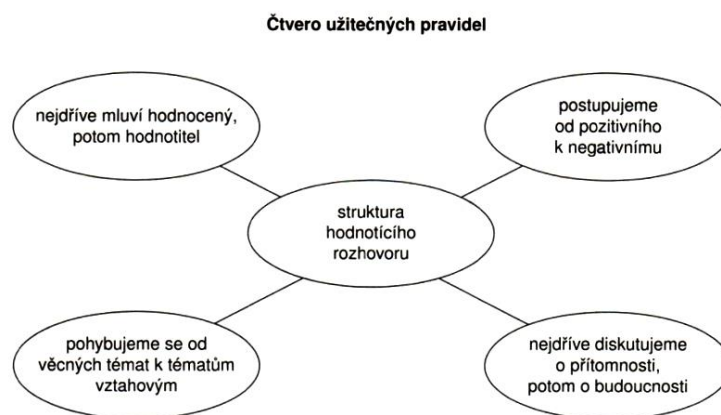 Čtvero užitečných pravidel
nejdříve mluví hodnocený,
potom hodnotitel
postupujeme
od pozitivního
k negativnímu
struktura
hodnotícího
rozhovoru
pohybujeme se od
věcných témat k tématům
vztahovým
nejdříve diskutujeme
o přítomnosti,
potom o budoucnosti